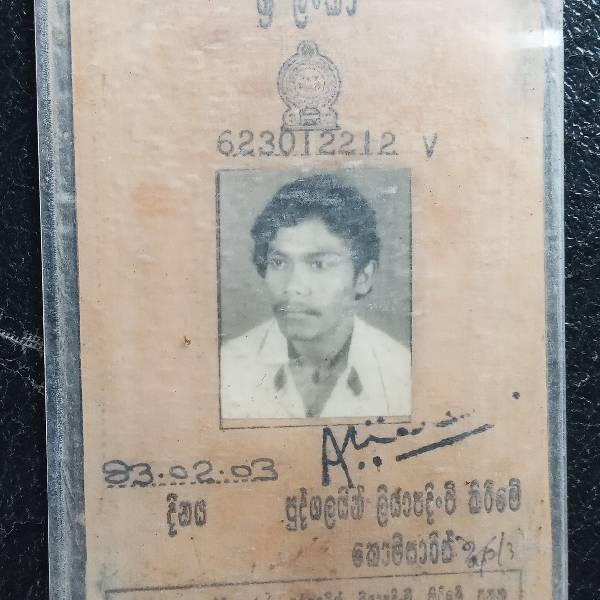 ශ්‍රී ලංකා
623012212 V
83.02.03
දිනය
පුද්ගලයින් ලියාපදිංචි කිරීමේ
කොමසාරිස්